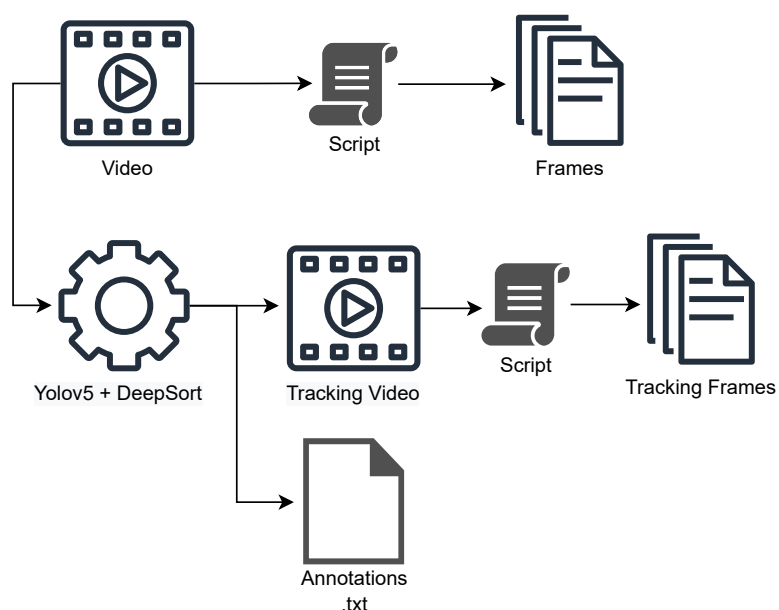 Video
Script
Frames
Yolov5 + DeepSort
Tracking Video
Script
Tracking Frames
Annotations
.txt